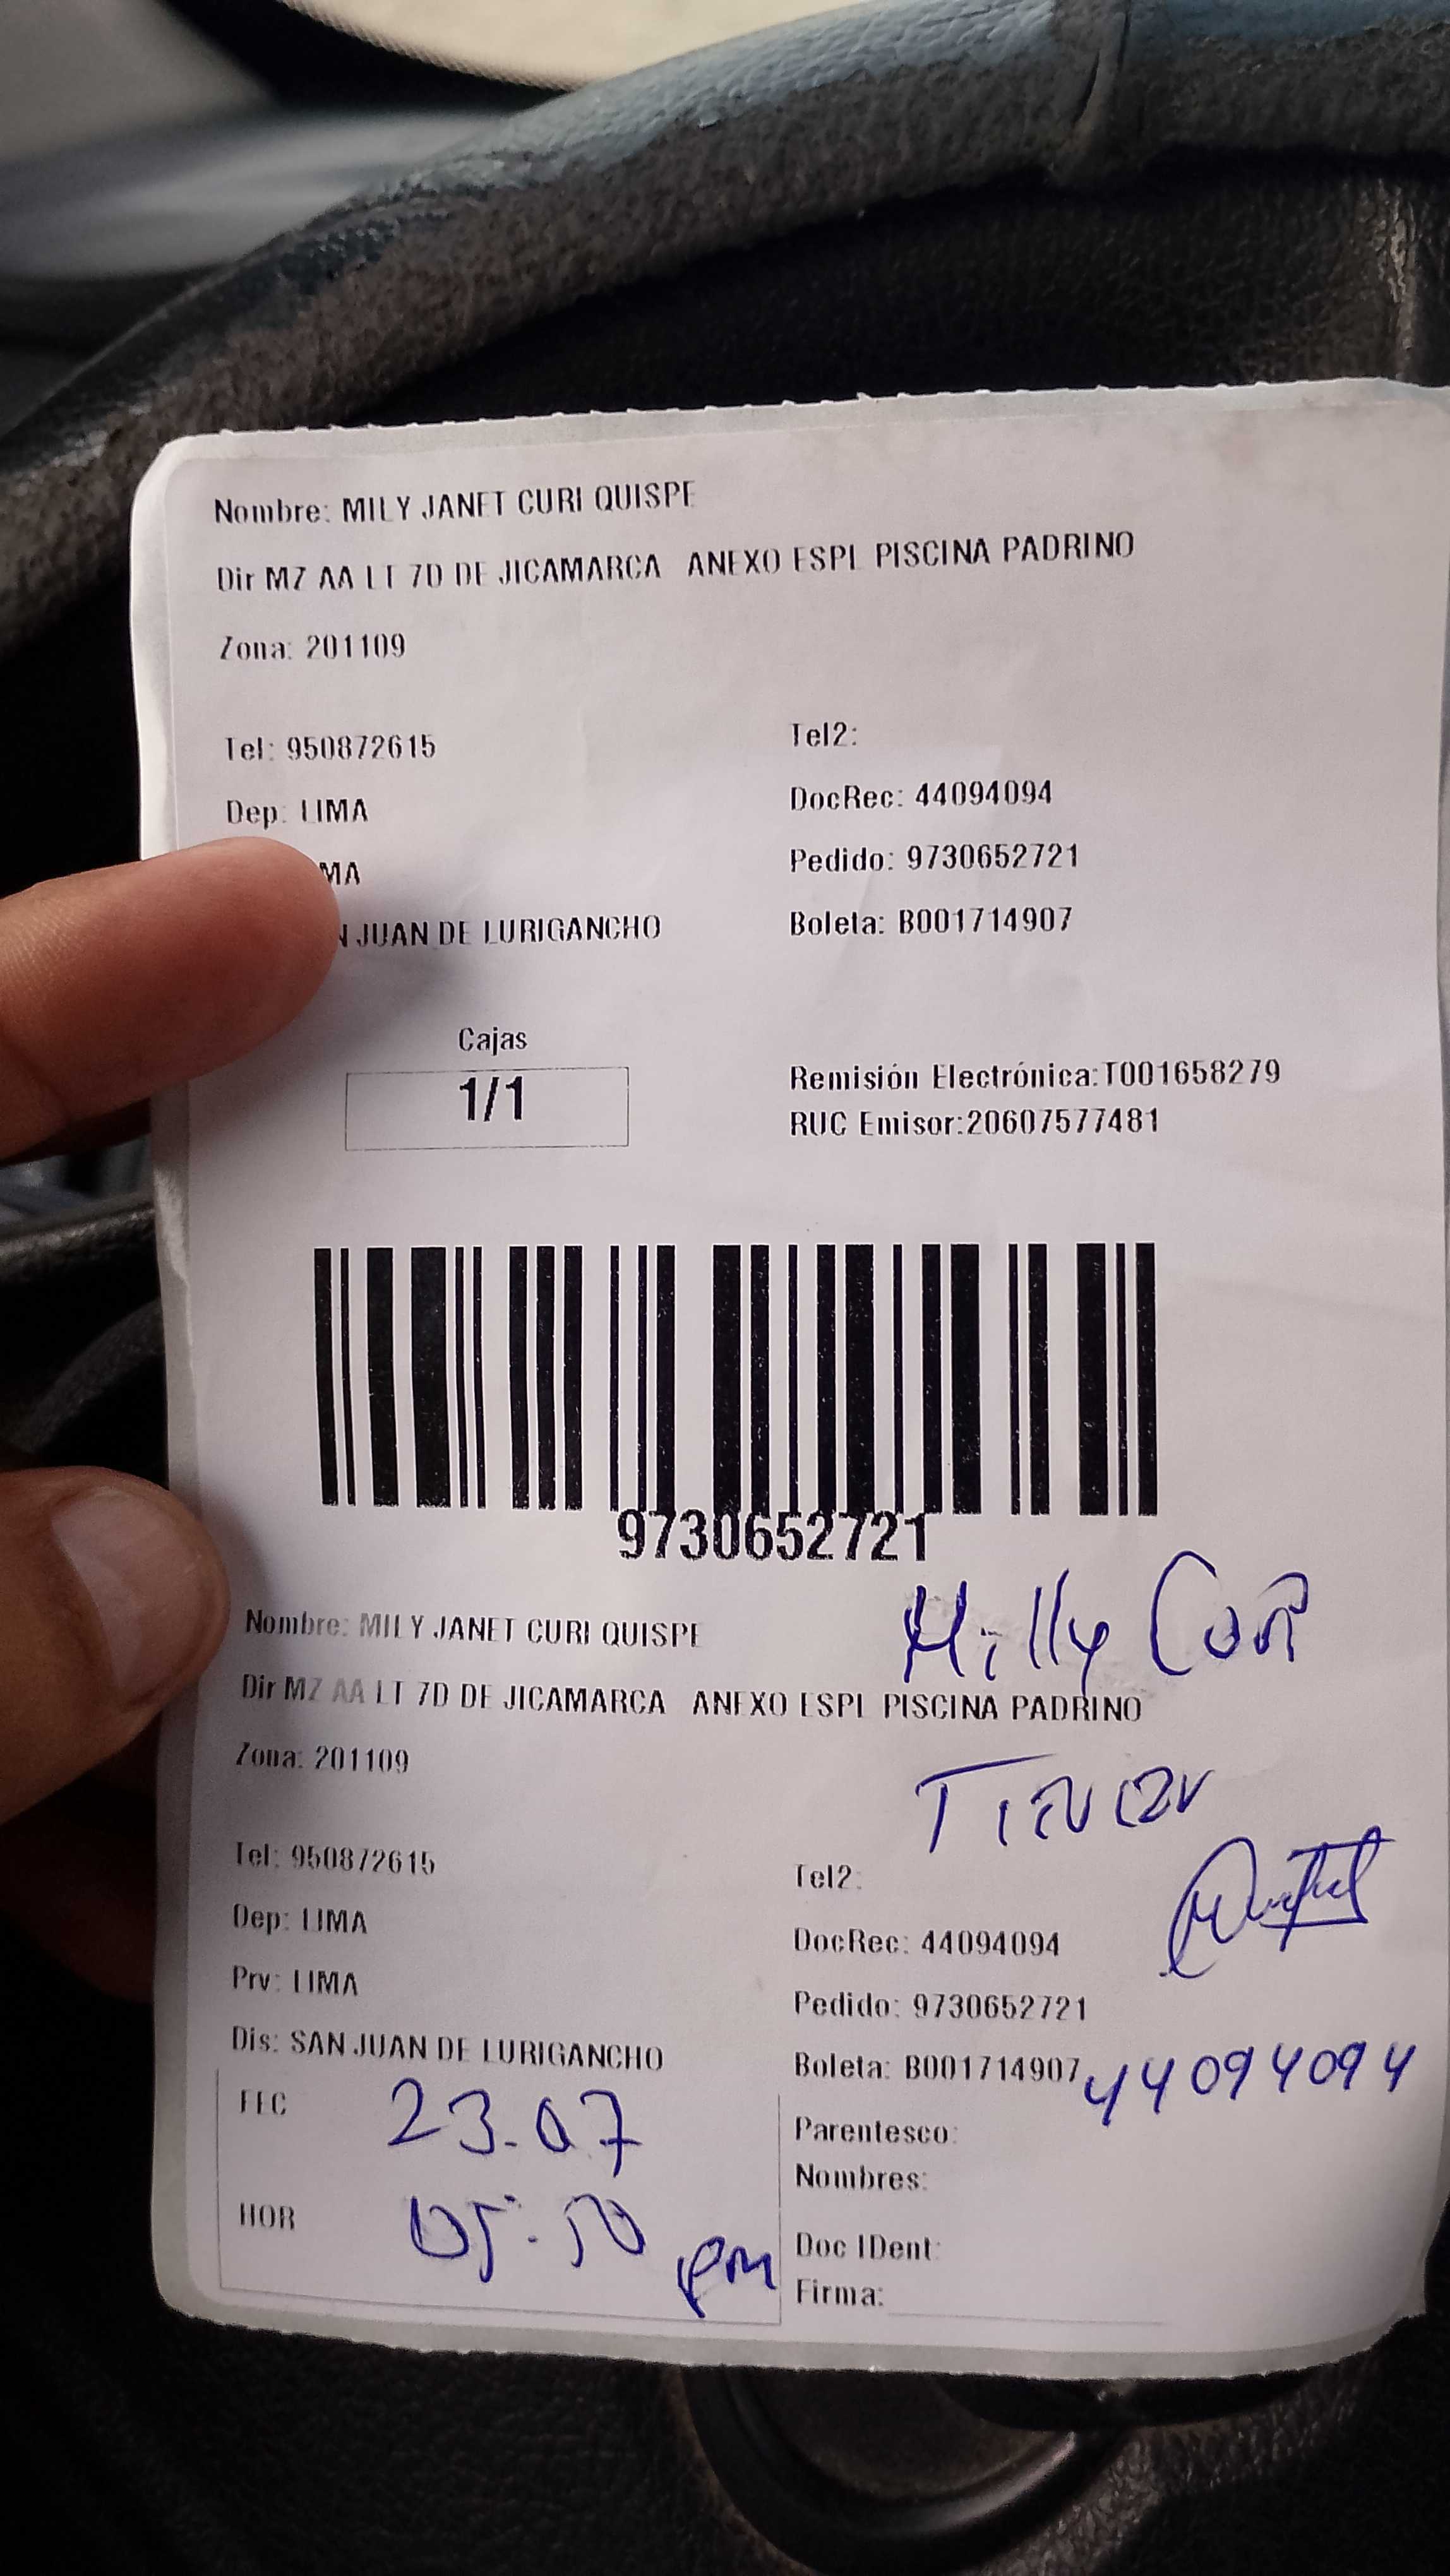 Nombre: MILY JANET CURI QUISPE
Dir MZ AA LT 7D DE JICAMARCA ANEXO ESPL PISCINA PADRINO
Zona: 201109
Tel: 950872615
Tel2:
Dep: LIMA
DocRec: 44094094
MA
Pedido: 9730652721
N JUAN DE LURIGANCHO
Boleta: B001714907
Cajas
1/1
Remisión Electrónica:T001658279
RUC Emisor:20607577481
9730652721
Milly Curi
Nombre: MILY JANET CURI QUISPE
Dir MZ AA LT 7D DE JICAMARCA ANEXO ESPL PISCINA PADRINO
Zona: 201109
Tel: 950872615
Tel2:
Dep: LIMA
DocRec: 44094094
Prv: LIMA
Pedido: 9730652721
Dis: SAN JUAN DE LURIGANCHO
Boleta: B001714907
44094094
FEC
23.07
Parentesco:
Nombres:
HOR
05:50 pm
Doc IDent:
Firma: